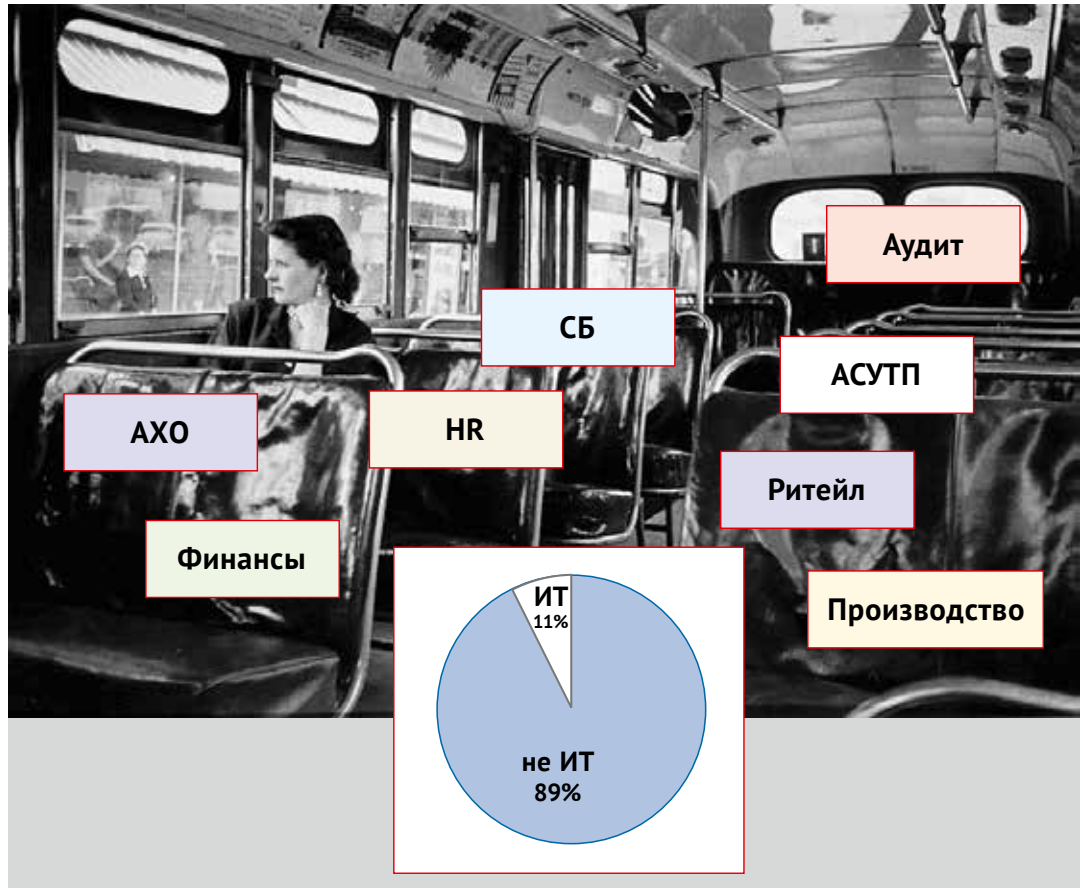 Аудит
СБ
АСУТП
АХО
HR
Ритейл
Финансы
Производство
ИТ
11%
не ИТ
89%